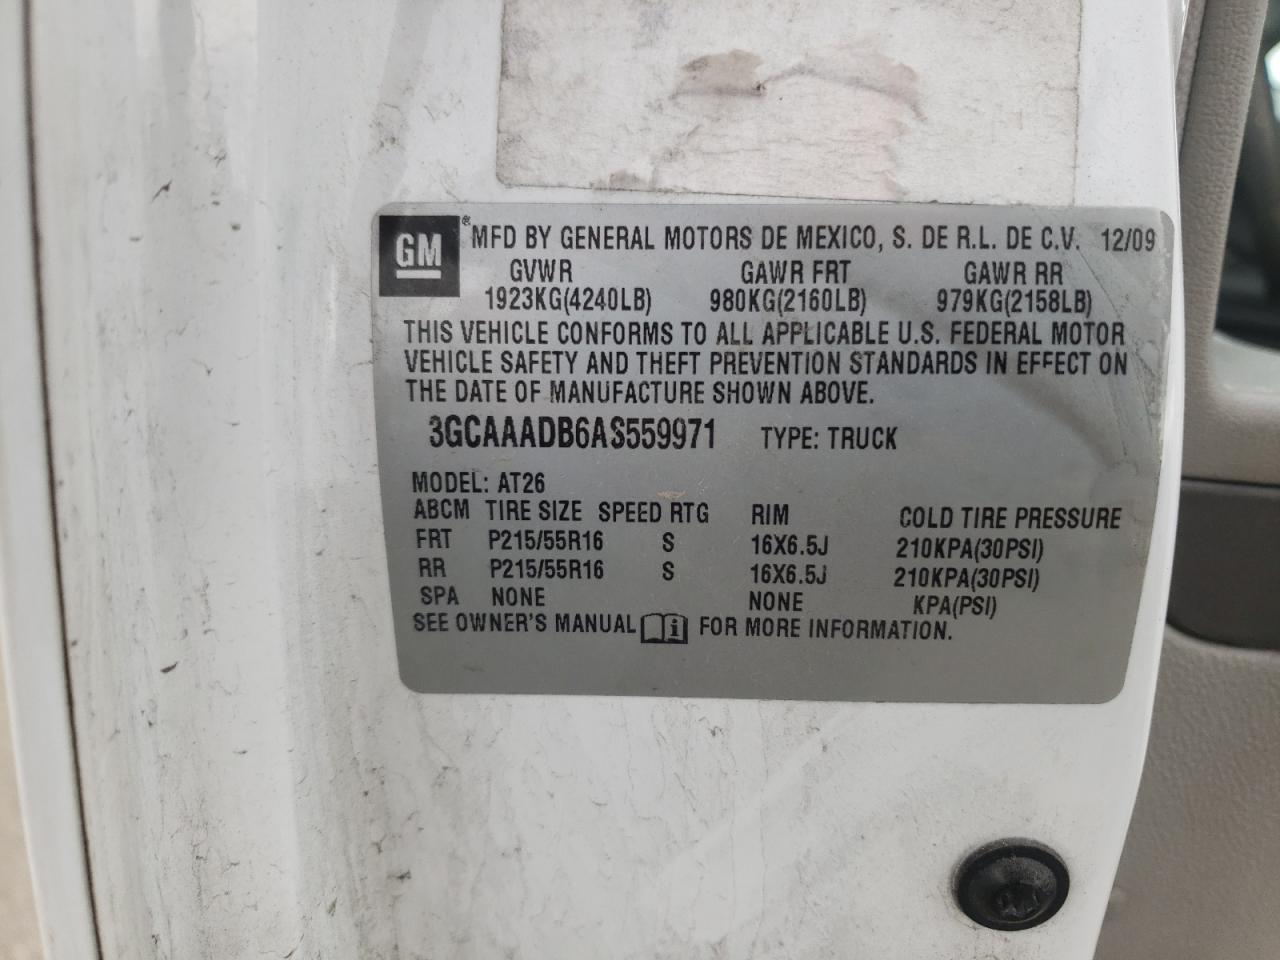 GM® MFD BY GENERAL MOTORS DE MEXICO, S. DE R.L. DE C.V. 12/09
GVWR GAWR FRT GAWR RR
1923KG(4240LB) 980KG(2160LB) 979KG(2158LB)
THIS VEHICLE CONFORMS TO ALL APPLICABLE U.S. FEDERAL MOTOR
VEHICLE SAFETY AND THEFT PREVENTION STANDARDS IN EFFECT ON
THE DATE OF MANUFACTURE SHOWN ABOVE.
3GCAAADB6AS559971 TYPE: TRUCK
MODEL: AT26
ABCM TIRE SIZE SPEED RTG RIM COLD TIRE PRESSURE
FRT P215/55R16 S 16X6.5J 210KPA(30PSI)
RR P215/55R16 S 16X6.5J 210KPA(30PSI)
SPA NONE NONE KPA(PSI)
SEE OWNER'S MANUAL i FOR MORE INFORMATION.